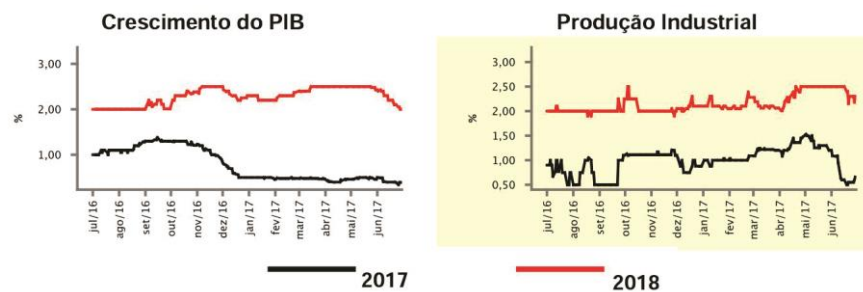 Crescimento do PIB
3,00
2,00
1,00
%
jul/16
ago/16
set/16
out/16
nov/16
dez/16
jan/17
fev/17
mar/17
abr/17
mai/17
jun/17
Produção Industrial
3,00
2,50
2,00
1,50
1,00
0,50
%
jul/16
ago/16
set/16
out/16
nov/16
dez/16
jan/17
fev/17
mar/17
abr/17
mai/17
jun/17
2017
2018